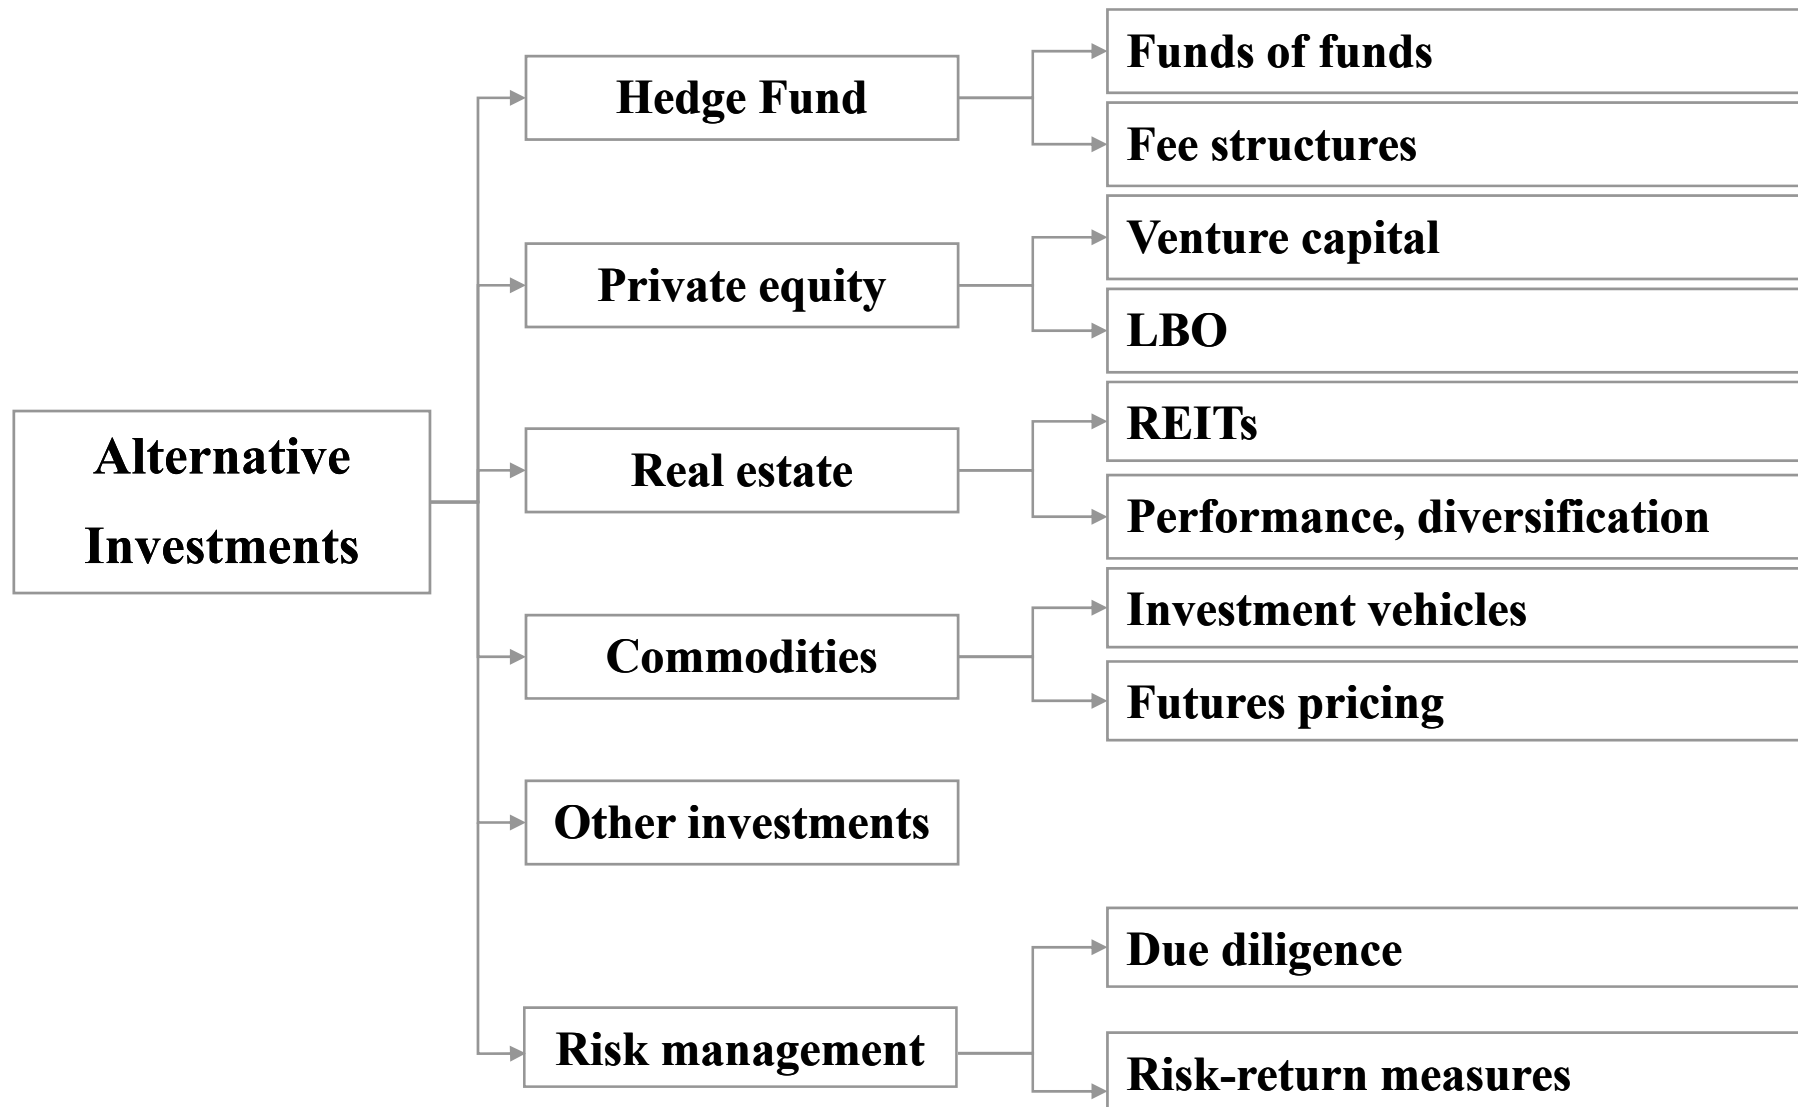 Alternative
Investments
Hedge Fund
Funds of funds
Fee structures
Private equity
Venture capital
LBO
Real estate
REITs
Performance, diversification
Commodities
Investment vehicles
Futures pricing
Other investments
Risk management
Due diligence
Risk-return measures